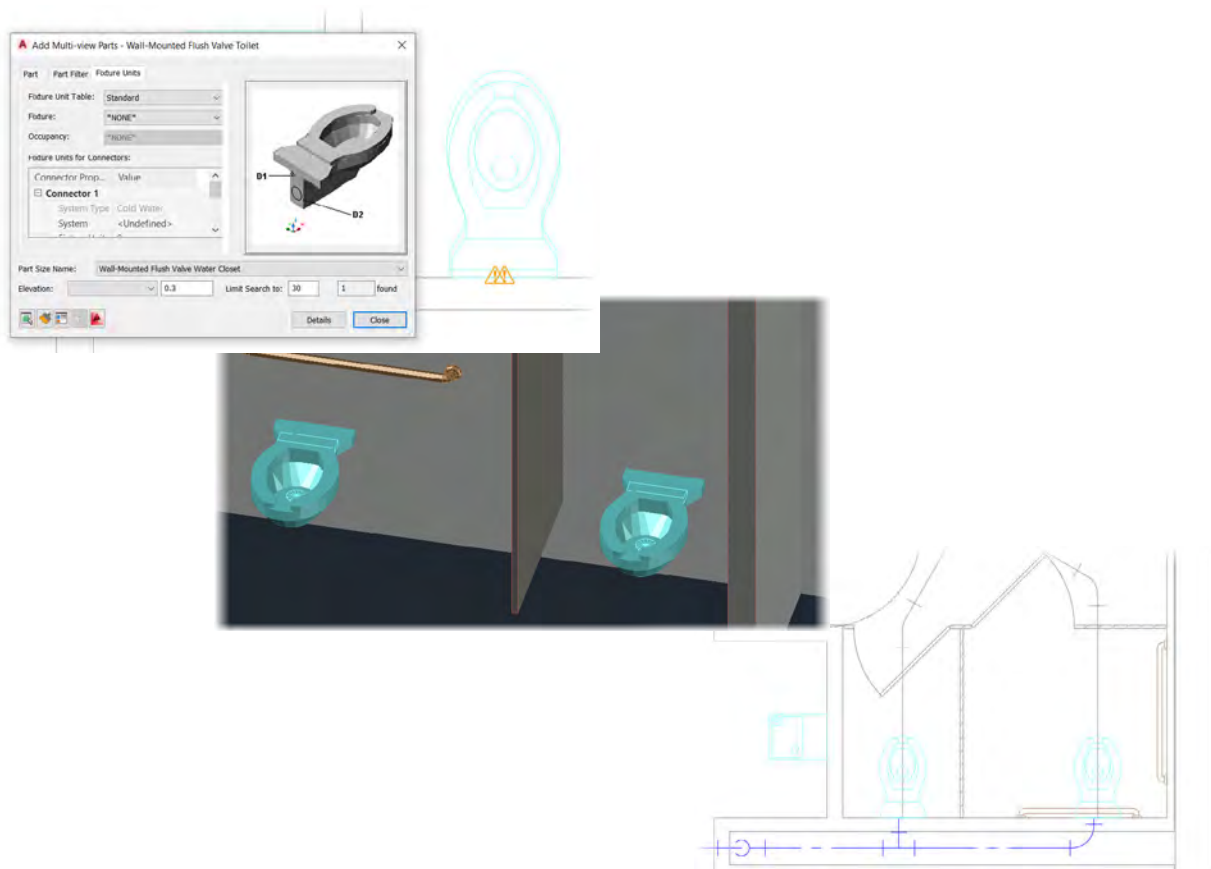 Add Multi-view Parts - Wall-Mounted Flush Valve Toilet
Part Part Filter Fixture Units
Fixture Unit Table: Standard
Fixture: *NONE*
Occupancy: *NONE*
Fixture Units for Connectors:
Connector Prop... Value
Connector 1
System Type Cold Water
System <Undefined>
D1
D2
Part Size Name: Wall-Mounted Flush Valve Water Closet
Elevation: 0.3 Limit Search to: 30 1 found
Details Close